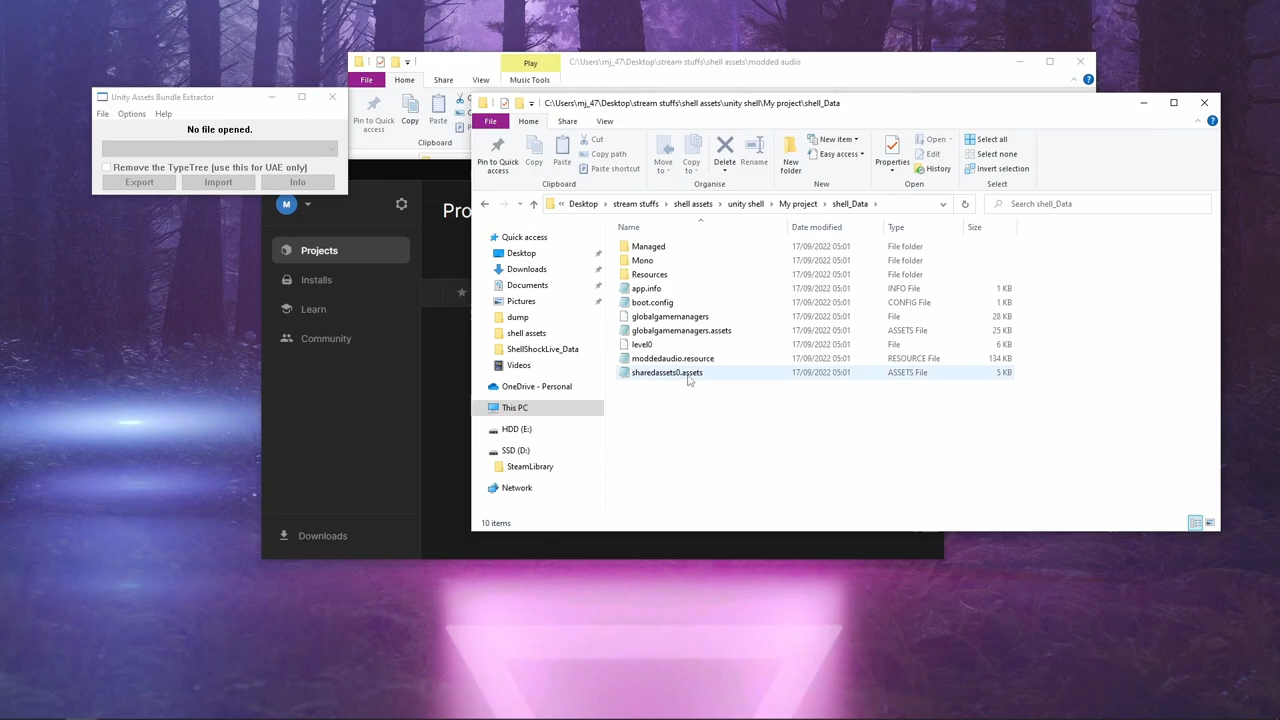 Unity Assets Bundle Extractor
File Options Help
No file opened.
Remove the TypeTree [use this for UAE only]
Export Import Info
Play
C:\Users\mj_47\Desktop\stream stuffs\shell assets\modded audio
File Home Share View Music Tools
Pin to Quick access
Copy
Paste
Clipboard
C:\Users\mj_47\Desktop\stream stuffs\shell assets\unity shell\My project\shell_Data
File Home Share View
Pin to Quick access
Copy
Paste
Cut
Copy path
Paste shortcut
Clipboard
Move to
Copy to
Delete
Rename
Organise
New folder
New item
Easy access
New
Properties
Open
Edit
History
Open
Select all
Select none
Invert selection
Select
« Desktop stream stuffs shell assets unity shell My project shell_Data
Search shell_Data
Name Date modified Type Size
Quick access
Desktop
Downloads
Documents
Pictures
dump
shell assets
ShellShockLive_Data
Videos
OneDrive - Personal
This PC
HDD (E:)
SSD (D:)
SteamLibrary
Network
Managed 17/09/2022 05:01 File folder
Mono 17/09/2022 05:01 File folder
Resources 17/09/2022 05:01 File folder
app.info 17/09/2022 05:01 INFO File 1 KB
boot.config 17/09/2022 05:01 CONFIG File 1 KB
globalgamemanagers 17/09/2022 05:01 File 28 KB
globalgamemanagers.assets 17/09/2022 05:01 ASSETS File 25 KB
level0 17/09/2022 05:01 File 6 KB
moddedaudio.resource 17/09/2022 05:01 RESOURCE File 134 KB
sharedassets0.assets 17/09/2022 05:01 ASSETS File 5 KB
10 items
M
Pro
Projects
Installs
Learn
Community
Downloads